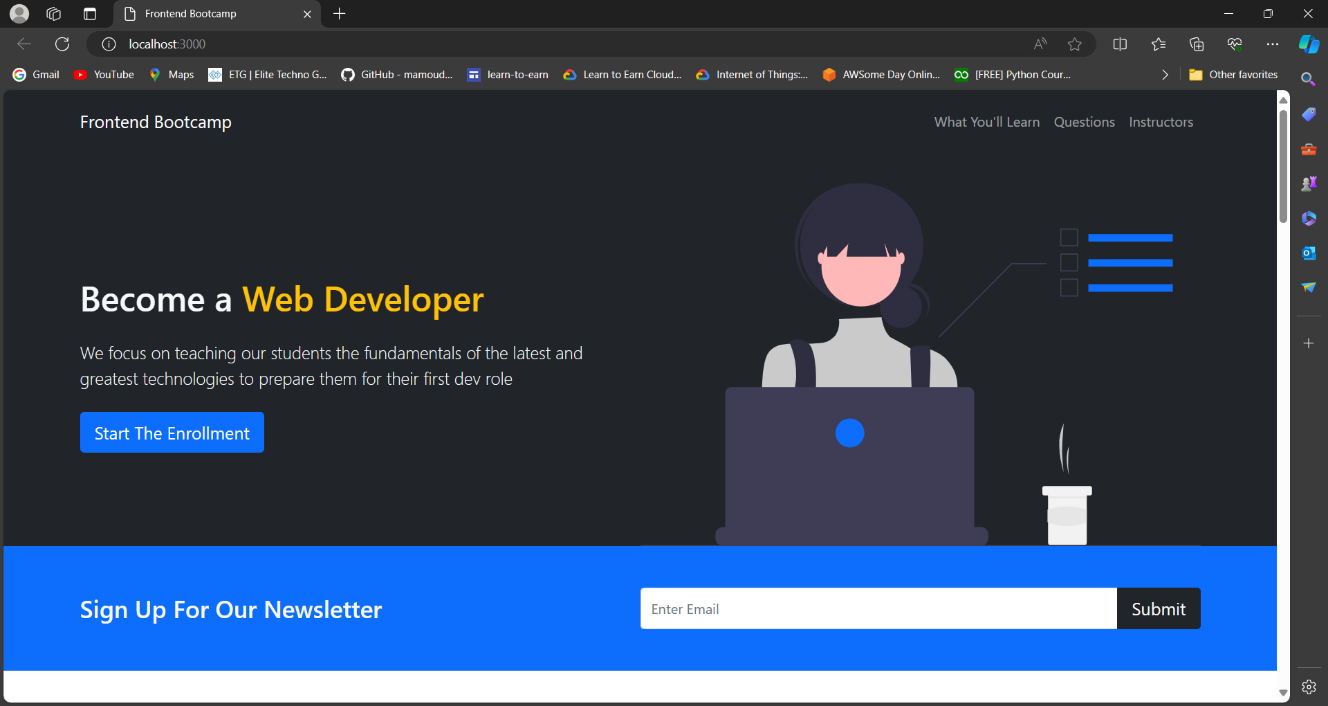 Frontend Bootcamp
localhost:3000
Gmail
YouTube
Maps
ETG | Elite Techno G...
GitHub - mamoud...
learn-to-earn
Learn to Earn Cloud...
Internet of Things:...
AWSome Day Onlin...
[FREE] Python Cour...
Other favorites
Frontend Bootcamp
What You'll Learn
Questions
Instructors
Become a Web Developer
We focus on teaching our students the fundamentals of the latest and
greatest technologies to prepare them for their first dev role
Start The Enrollment
Sign Up For Our Newsletter
Enter Email
Submit